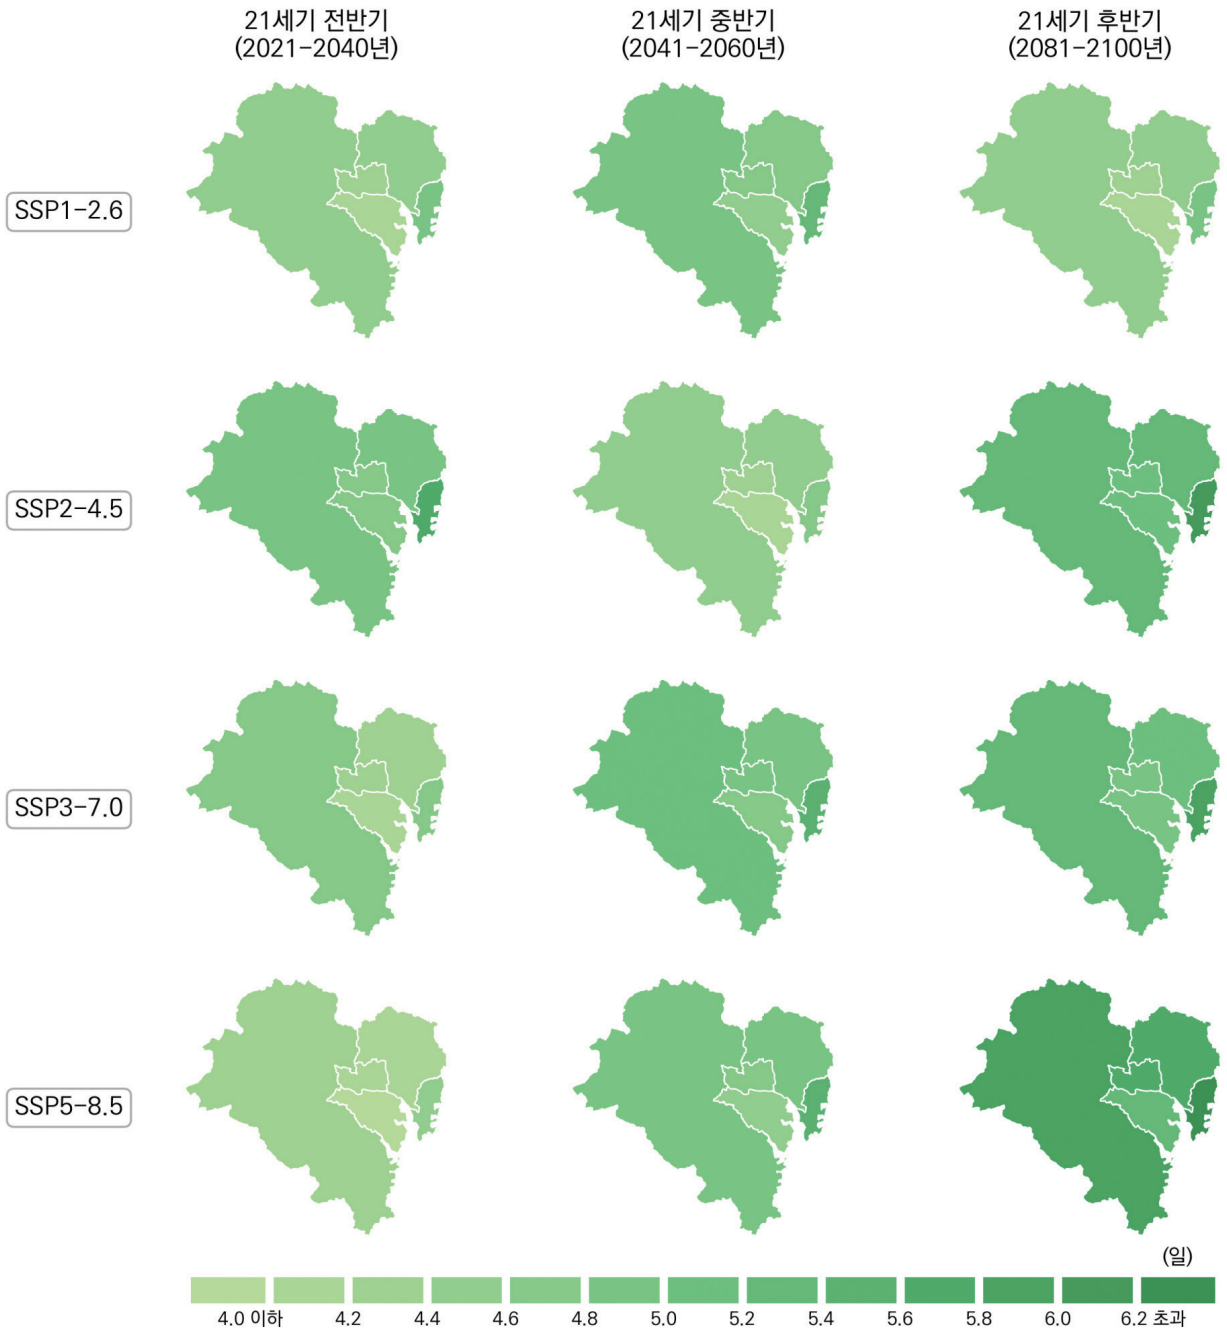 21세기 전반기
(2021-2040년)
21세기 중반기
(2041-2060년)
21세기 후반기
(2081-2100년)
SSP1-2.6
SSP2-4.5
SSP3-7.0
SSP5-8.5
(일)
4.0 이하 4.2 4.4 4.6 4.8 5.0 5.2 5.4 5.6 5.8 6.0 6.2 초과